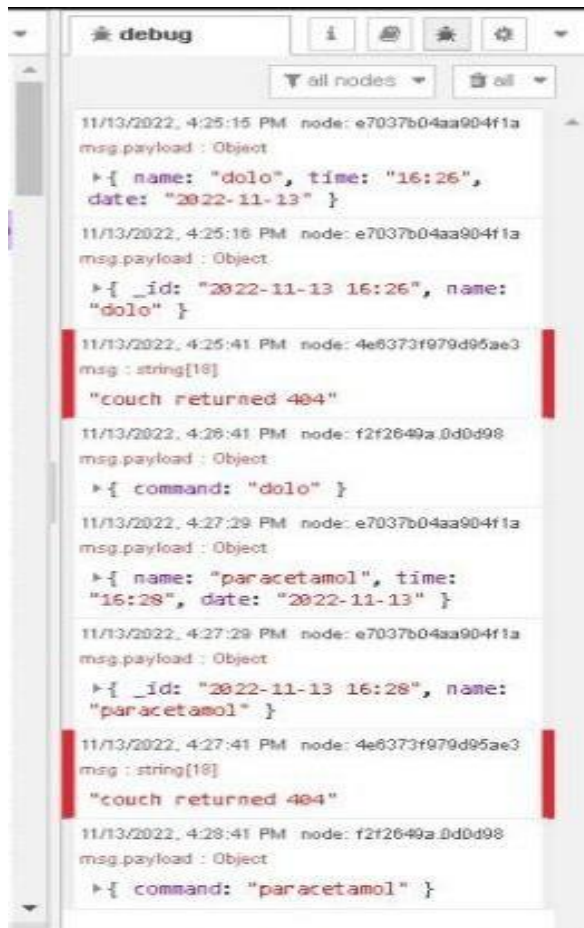 debug
i
all nodes
all
11/13/2022, 4:25:15 PM node: e7037b04aa904f1a
msg.payload : Object
{ name: "dolo", time: "16:26",
date: "2022-11-13" }
11/13/2022, 4:25:16 PM node: e7037b04aa904f1a
msg.payload : Object
{ _id: "2022-11-13 16:26", name:
"dolo" }
11/13/2022, 4:25:41 PM node: 4e6373f979d95ae3
msg : string[18]
"couch returned 404"
11/13/2022, 4:26:41 PM node: f2f2649a.0d0d98
msg.payload : Object
{ command: "dolo" }
11/13/2022, 4:27:29 PM node: e7037b04aa904f1a
msg.payload : Object
{ name: "paracetamol", time:
"16:28", date: "2022-11-13" }
11/13/2022, 4:27:29 PM node: e7037b04aa904f1a
msg.payload : Object
{ _id: "2022-11-13 16:28", name:
"paracetamol" }
11/13/2022, 4:27:41 PM node: 4e6373f979d95ae3
msg : string[18]
"couch returned 404"
11/13/2022, 4:28:41 PM node: f2f2649a.0d0d98
msg.payload : Object
{ command: "paracetamol" }